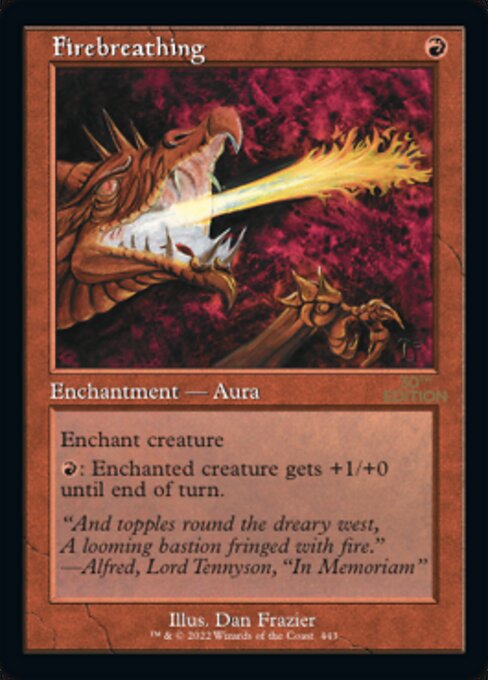 Firebreathing
30TH EDITION
Enchantment — Aura
Enchant creature
: Enchanted creature gets +1/+0
until end of turn.
“And topples round the dreary west,
A looming bastion fringed with fire.”
—Alfred, Lord Tennyson, “In Memoriam”
Illus. Dan Frazier
™ & © 2022 Wizards of the Coast 443